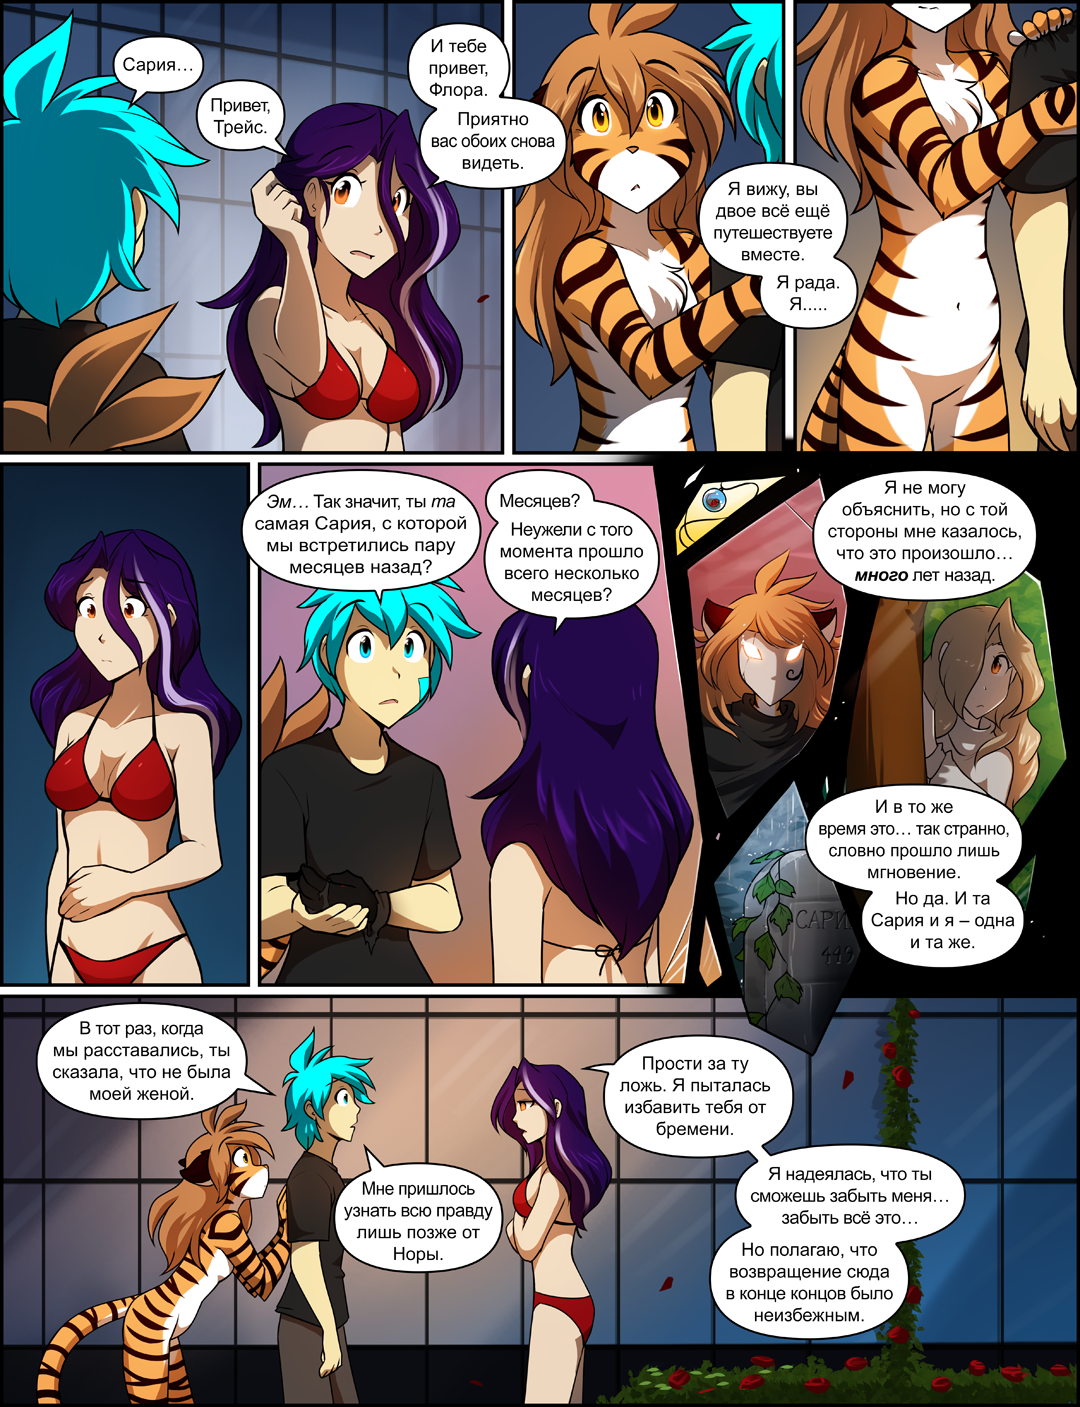 Сария...
Привет,
Трейс.
И тебе
привет,
Флора.
Приятно
вас обоих снова
видеть.
Я вижу, вы
двое всё ещё
путешествуете
вместе.
Я рада.
Я.....
Эм... Так значит, ты та
самая Сария, с которой
мы встретились пару
месяцев назад?
Месяцев?
Неужели с того
момента прошло
всего несколько
месяцев?
Я не могу
объяснить, но с той
стороны мне казалось,
что это произошло...
много лет назад.
И в то же
время это... так странно,
словно прошло лишь
мгновение.
Но да. И та
Сария и я – одна
и та же.
САРИ
449
В тот раз, когда
мы расставались, ты
сказала, что не была
моей женой.
Мне пришлось
узнать всю правду
лишь позже от
Норы.
Прости за ту
ложь. Я пыталась
избавить тебя от
бремени.
Я надеялась, что ты
сможешь забыть меня...
забыть всё это...
Но полагаю, что
возвращение сюда
в конце концов было
неизбежным.